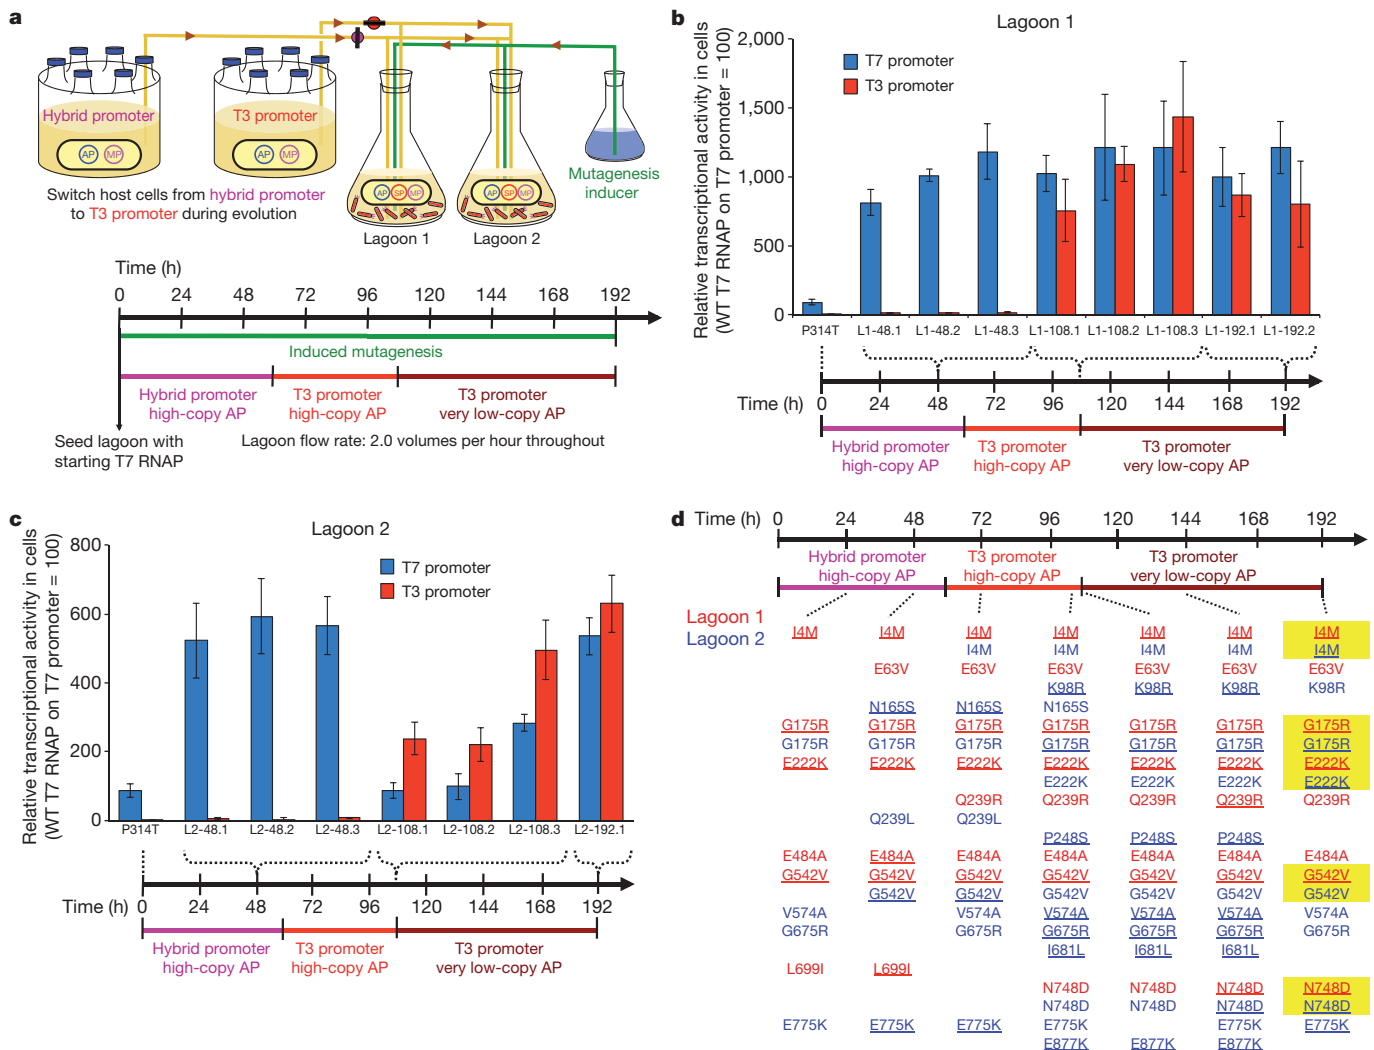 a
Hybrid promoter
T3 promoter
AP MP
AP MP
AP SP MP
AP SP MP
Switch host cells from hybrid promoter
to T3 promoter during evolution
Lagoon 1
Lagoon 2
Mutagenesis
inducer
Time (h)
0 24 48 72 96 120 144 168 192
Induced mutagenesis
Hybrid promoter
high-copy AP
T3 promoter
high-copy AP
T3 promoter
very low-copy AP
Seed lagoon with
starting T7 RNAP
Lagoon flow rate: 2.0 volumes per hour throughout
b
Lagoon 1
Relative transcriptional activity in cells
(WT T7 RNAP on T7 promoter = 100)
2,000
1,500
1,000
500
0
T7 promoter
T3 promoter
P314T L1-48.1 L1-48.2 L1-48.3 L1-108.1 L1-108.2 L1-108.3 L1-192.1 L1-192.2
Time (h) 0 24 48 72 96 120 144 168 192
Hybrid promoter
high-copy AP
T3 promoter
high-copy AP
T3 promoter
very low-copy AP
c
Lagoon 2
Relative transcriptional activity in cells
(WT T7 RNAP on T7 promoter = 100)
800
600
400
200
0
T7 promoter
T3 promoter
P314T L2-48.1 L2-48.2 L2-48.3 L2-108.1 L2-108.2 L2-108.3 L2-192.1
Time (h) 0 24 48 72 96 120 144 168 192
Hybrid promoter
high-copy AP
T3 promoter
high-copy AP
T3 promoter
very low-copy AP
d
Time (h) 0 24 48 72 96 120 144 168 192
Hybrid promoter
high-copy AP
T3 promoter
high-copy AP
T3 promoter
very low-copy AP
Lagoon 1
Lagoon 2
I4M I4M I4M I4M I4M I4M I4M
I4M I4M I4M I4M I4M
E63V E63V E63V E63V E63V E63V
K98R K98R K98R K98R
N165S N165S N165S
G175R G175R G175R G175R G175R G175R G175R
G175R G175R G175R G175R G175R G175R G175R
E222K E222K E222K E222K E222K E222K E222K
E222K E222K E222K E222K
Q239R Q239R Q239R Q239R Q239R
Q239L Q239L
P248S P248S P248S
E484A E484A E484A E484A E484A E484A E484A
G542V G542V G542V G542V G542V G542V G542V
G542V G542V G542V G542V G542V G542V
V574A V574A V574A V574A V574A V574A
G675R G675R G675R G675R G675R G675R
I681L I681L I681L
L699I L699I
N748D N748D N748D N748D
N748D N748D N748D N748D
E775K E775K E775K E775K E775K E775K
E877K E877K E877K